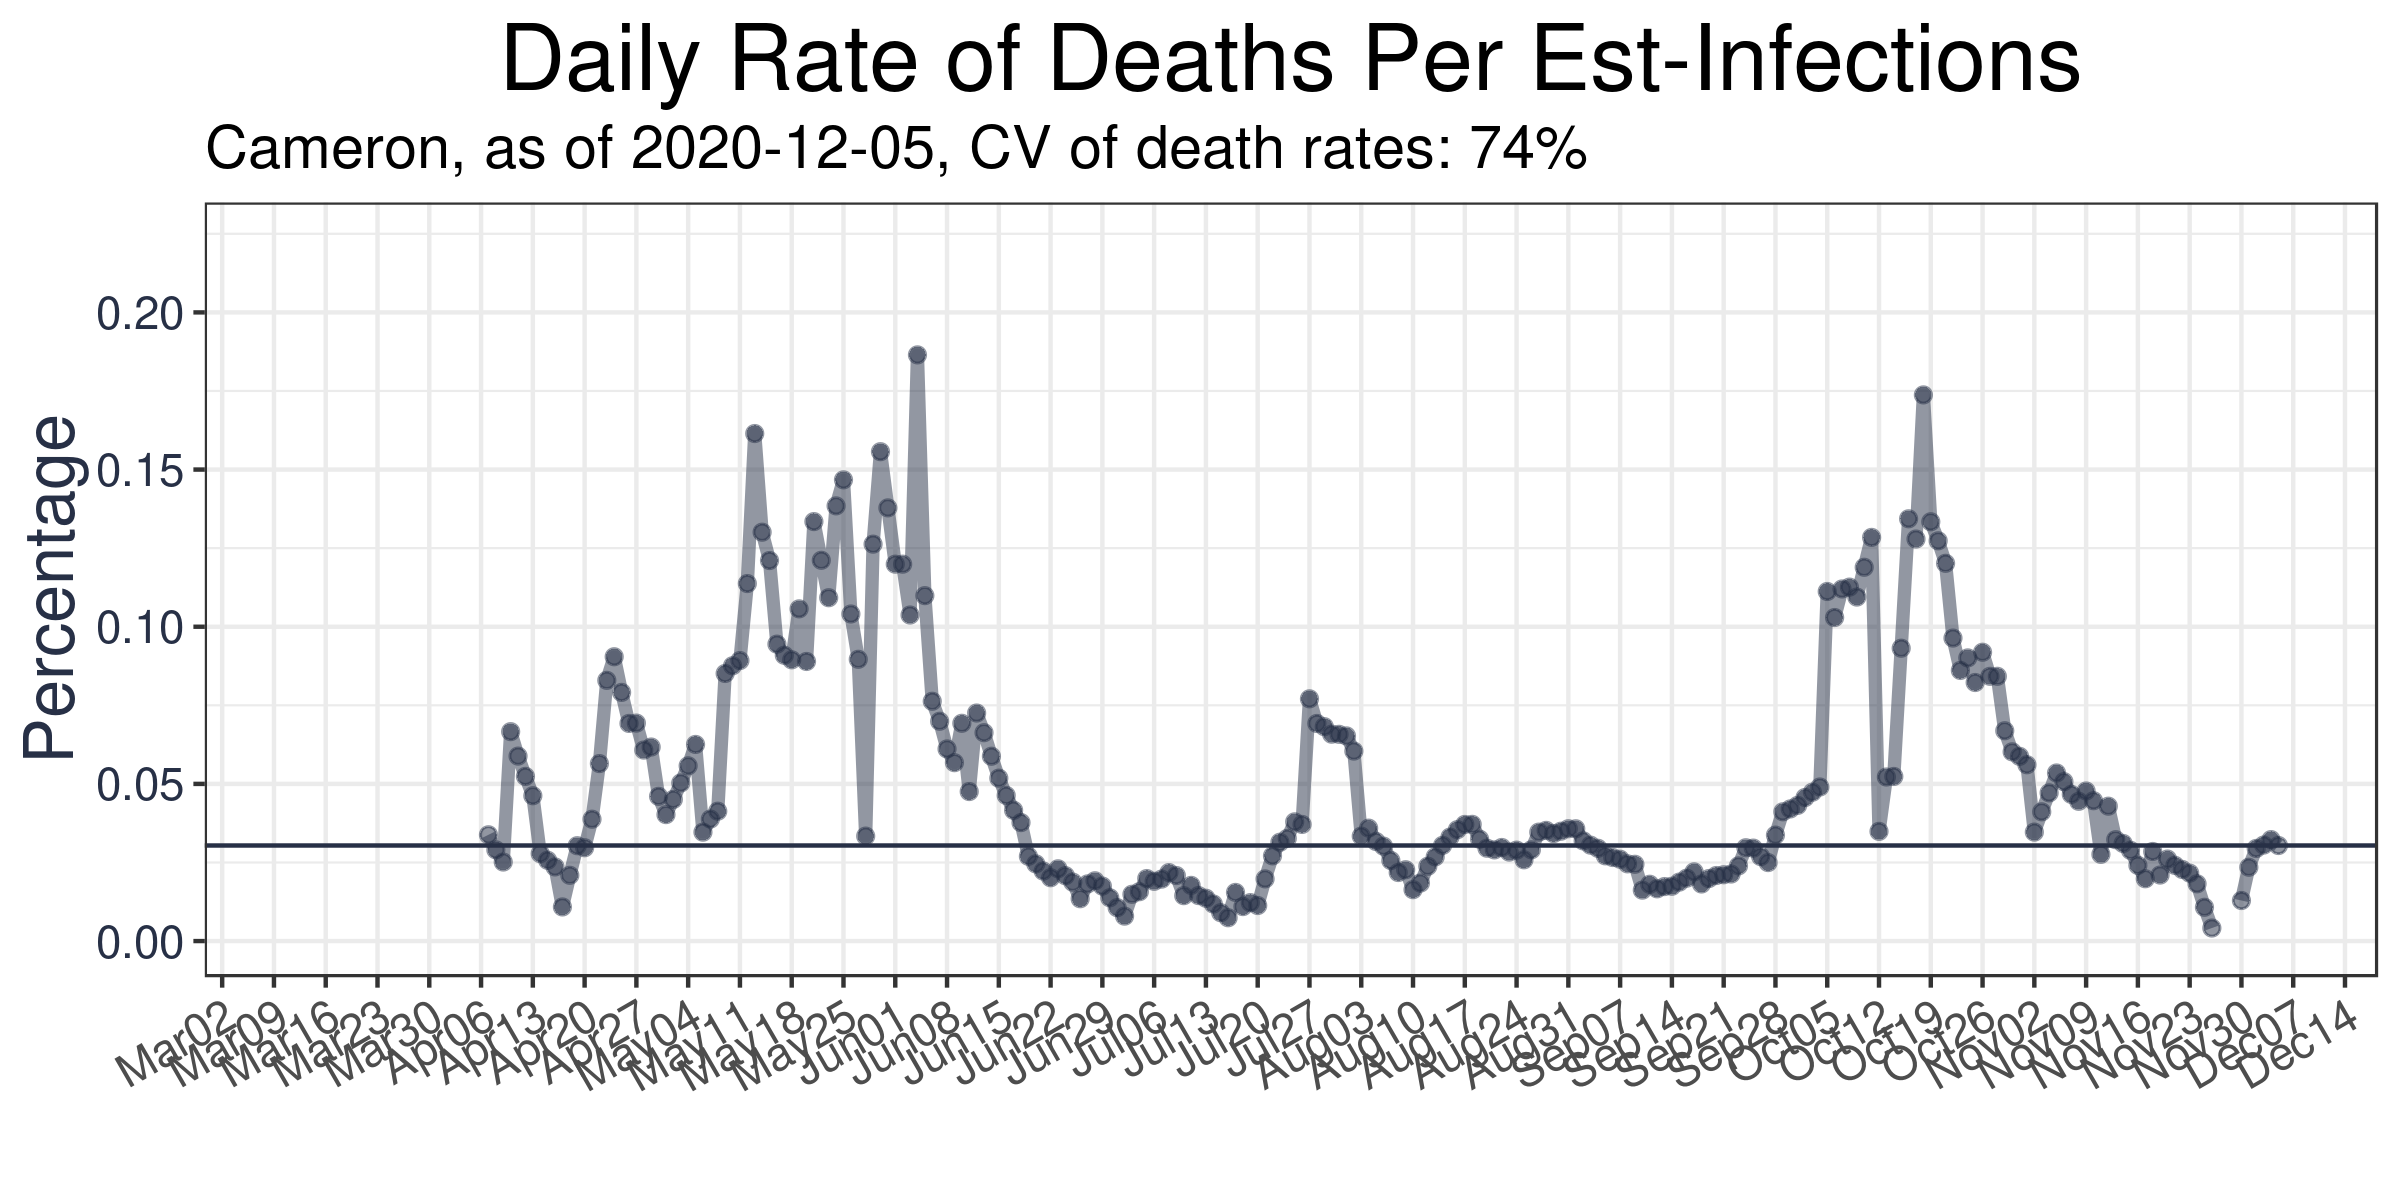 Daily Rate of Deaths Per Est-Infections
Cameron, as of 2020-12-05, CV of death rates: 74%
Percentage
0.20
0.15
0.10
0.05
0.00
Mar02
Mar09
Mar16
Mar23
Mar30
Apr06
Apr13
Apr20
Apr27
May04
May11
May18
May25
Jun01
Jun08
Jun15
Jun22
Jun29
Jul06
Jul13
Jul20
Jul27
Aug03
Aug10
Aug17
Aug24
Aug31
Sep07
Sep14
Sep21
Sep28
Oct05
Oct12
Oct19
Oct26
Nov02
Nov09
Nov16
Nov23
Nov30
Dec07
Dec14